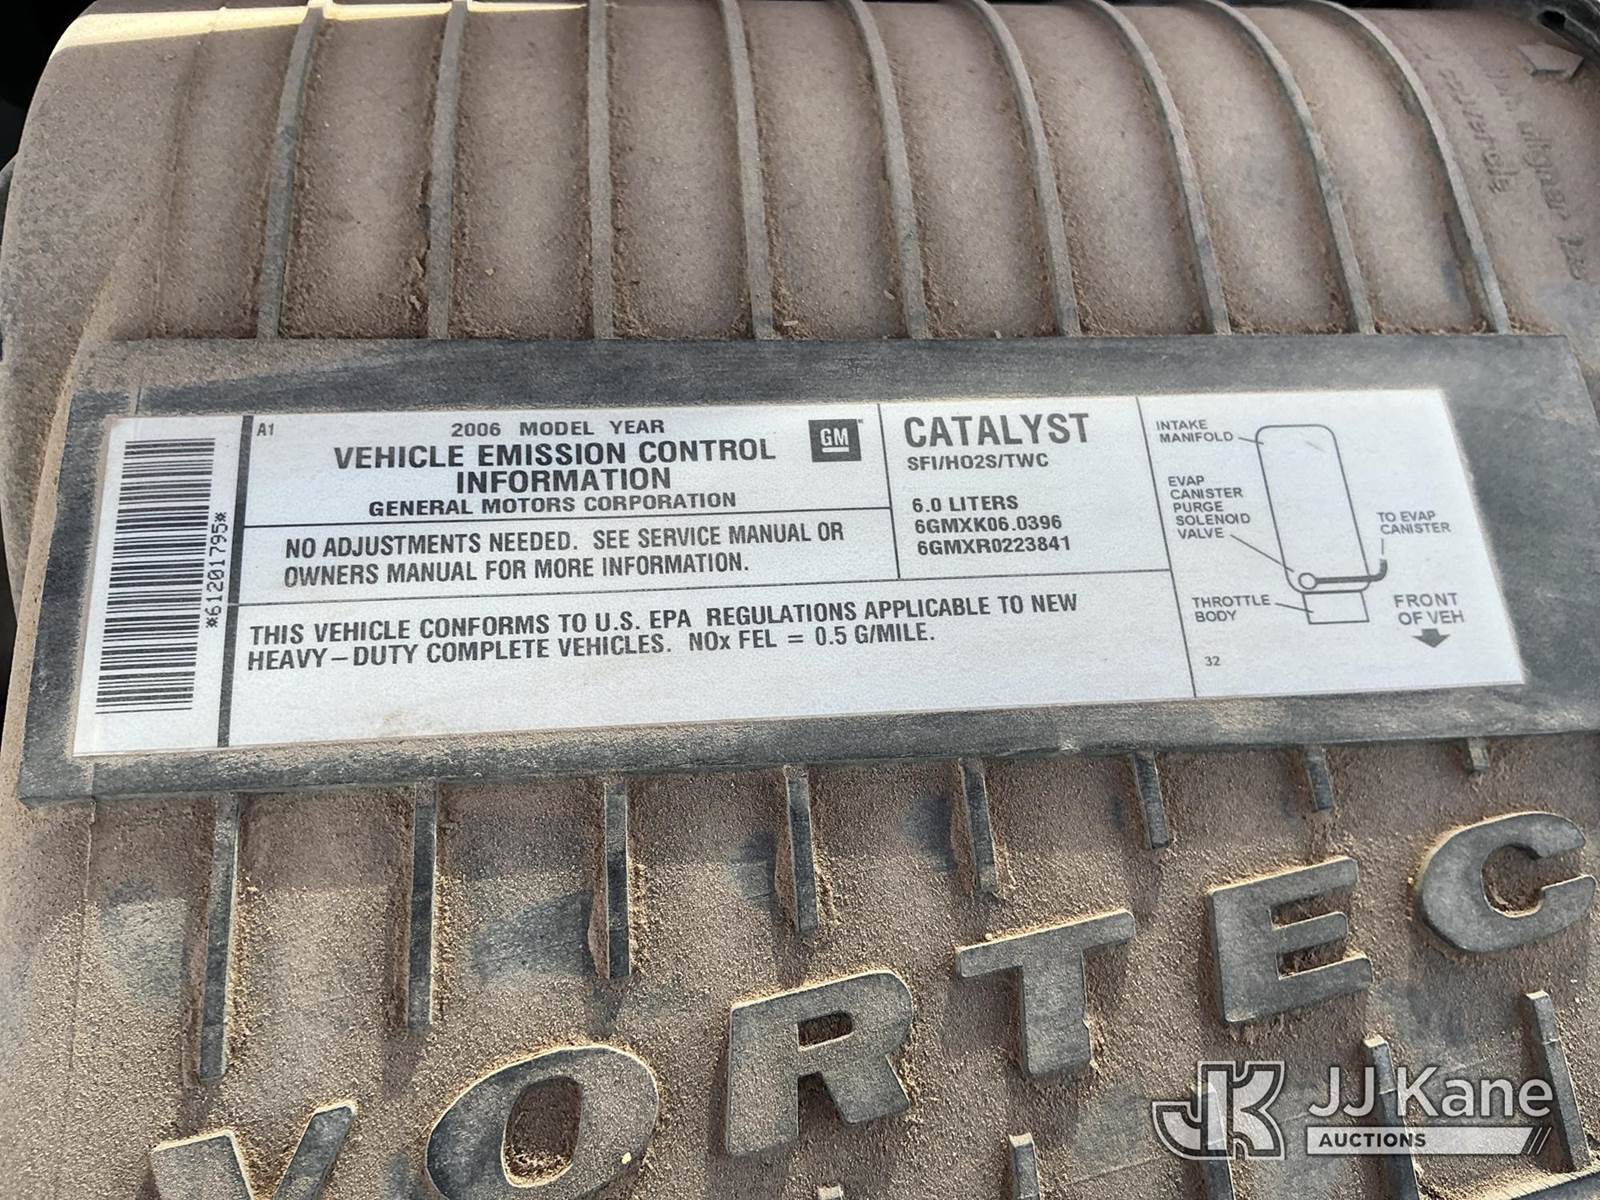 A1
2006 MODEL YEAR
VEHICLE EMISSION CONTROL
INFORMATION
GENERAL MOTORS CORPORATION
GM
NO ADJUSTMENTS NEEDED. SEE SERVICE MANUAL OR
OWNERS MANUAL FOR MORE INFORMATION.
THIS VEHICLE CONFORMS TO U.S. EPA REGULATIONS APPLICABLE TO NEW
HEAVY-DUTY COMPLETE VEHICLES. NOx FEL = 0.5 G/MILE.
*61201795*
CATALYST
SFI/HO2S/TWC
6.0 LITERS
6GMXK06.0396
6GMXR0223841
INTAKE
MANIFOLD
EVAP
CANISTER
PURGE
SOLENOID
VALVE
TO EVAP
CANISTER
THROTTLE
BODY
FRONT
OF VEH
32
VORTEC
JK JJ Kane
AUCTIONS